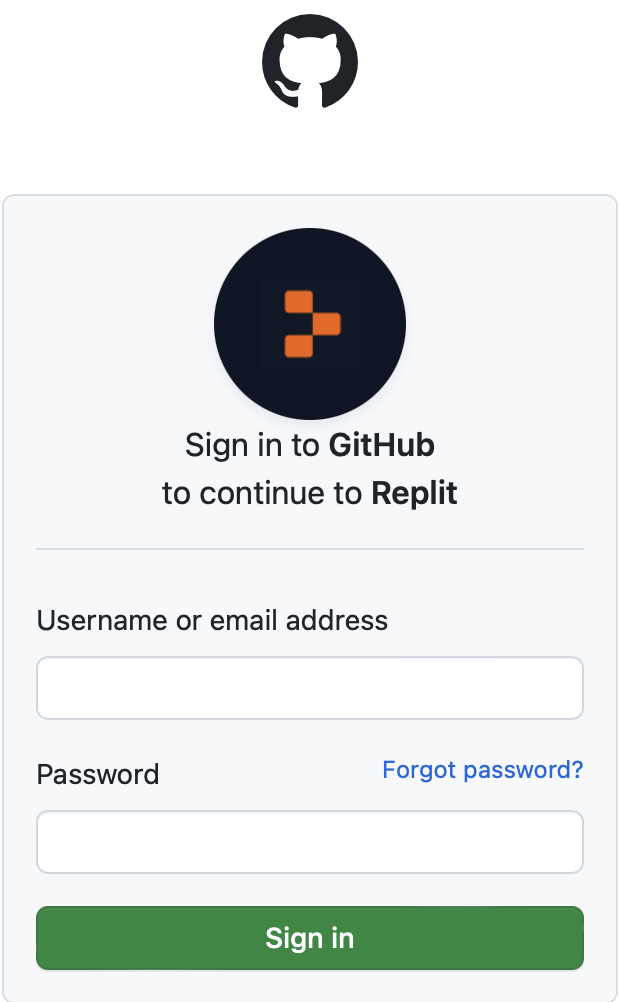 Sign in to GitHub
to continue to Replit
Username or email address
Password
Forgot password?
Sign in